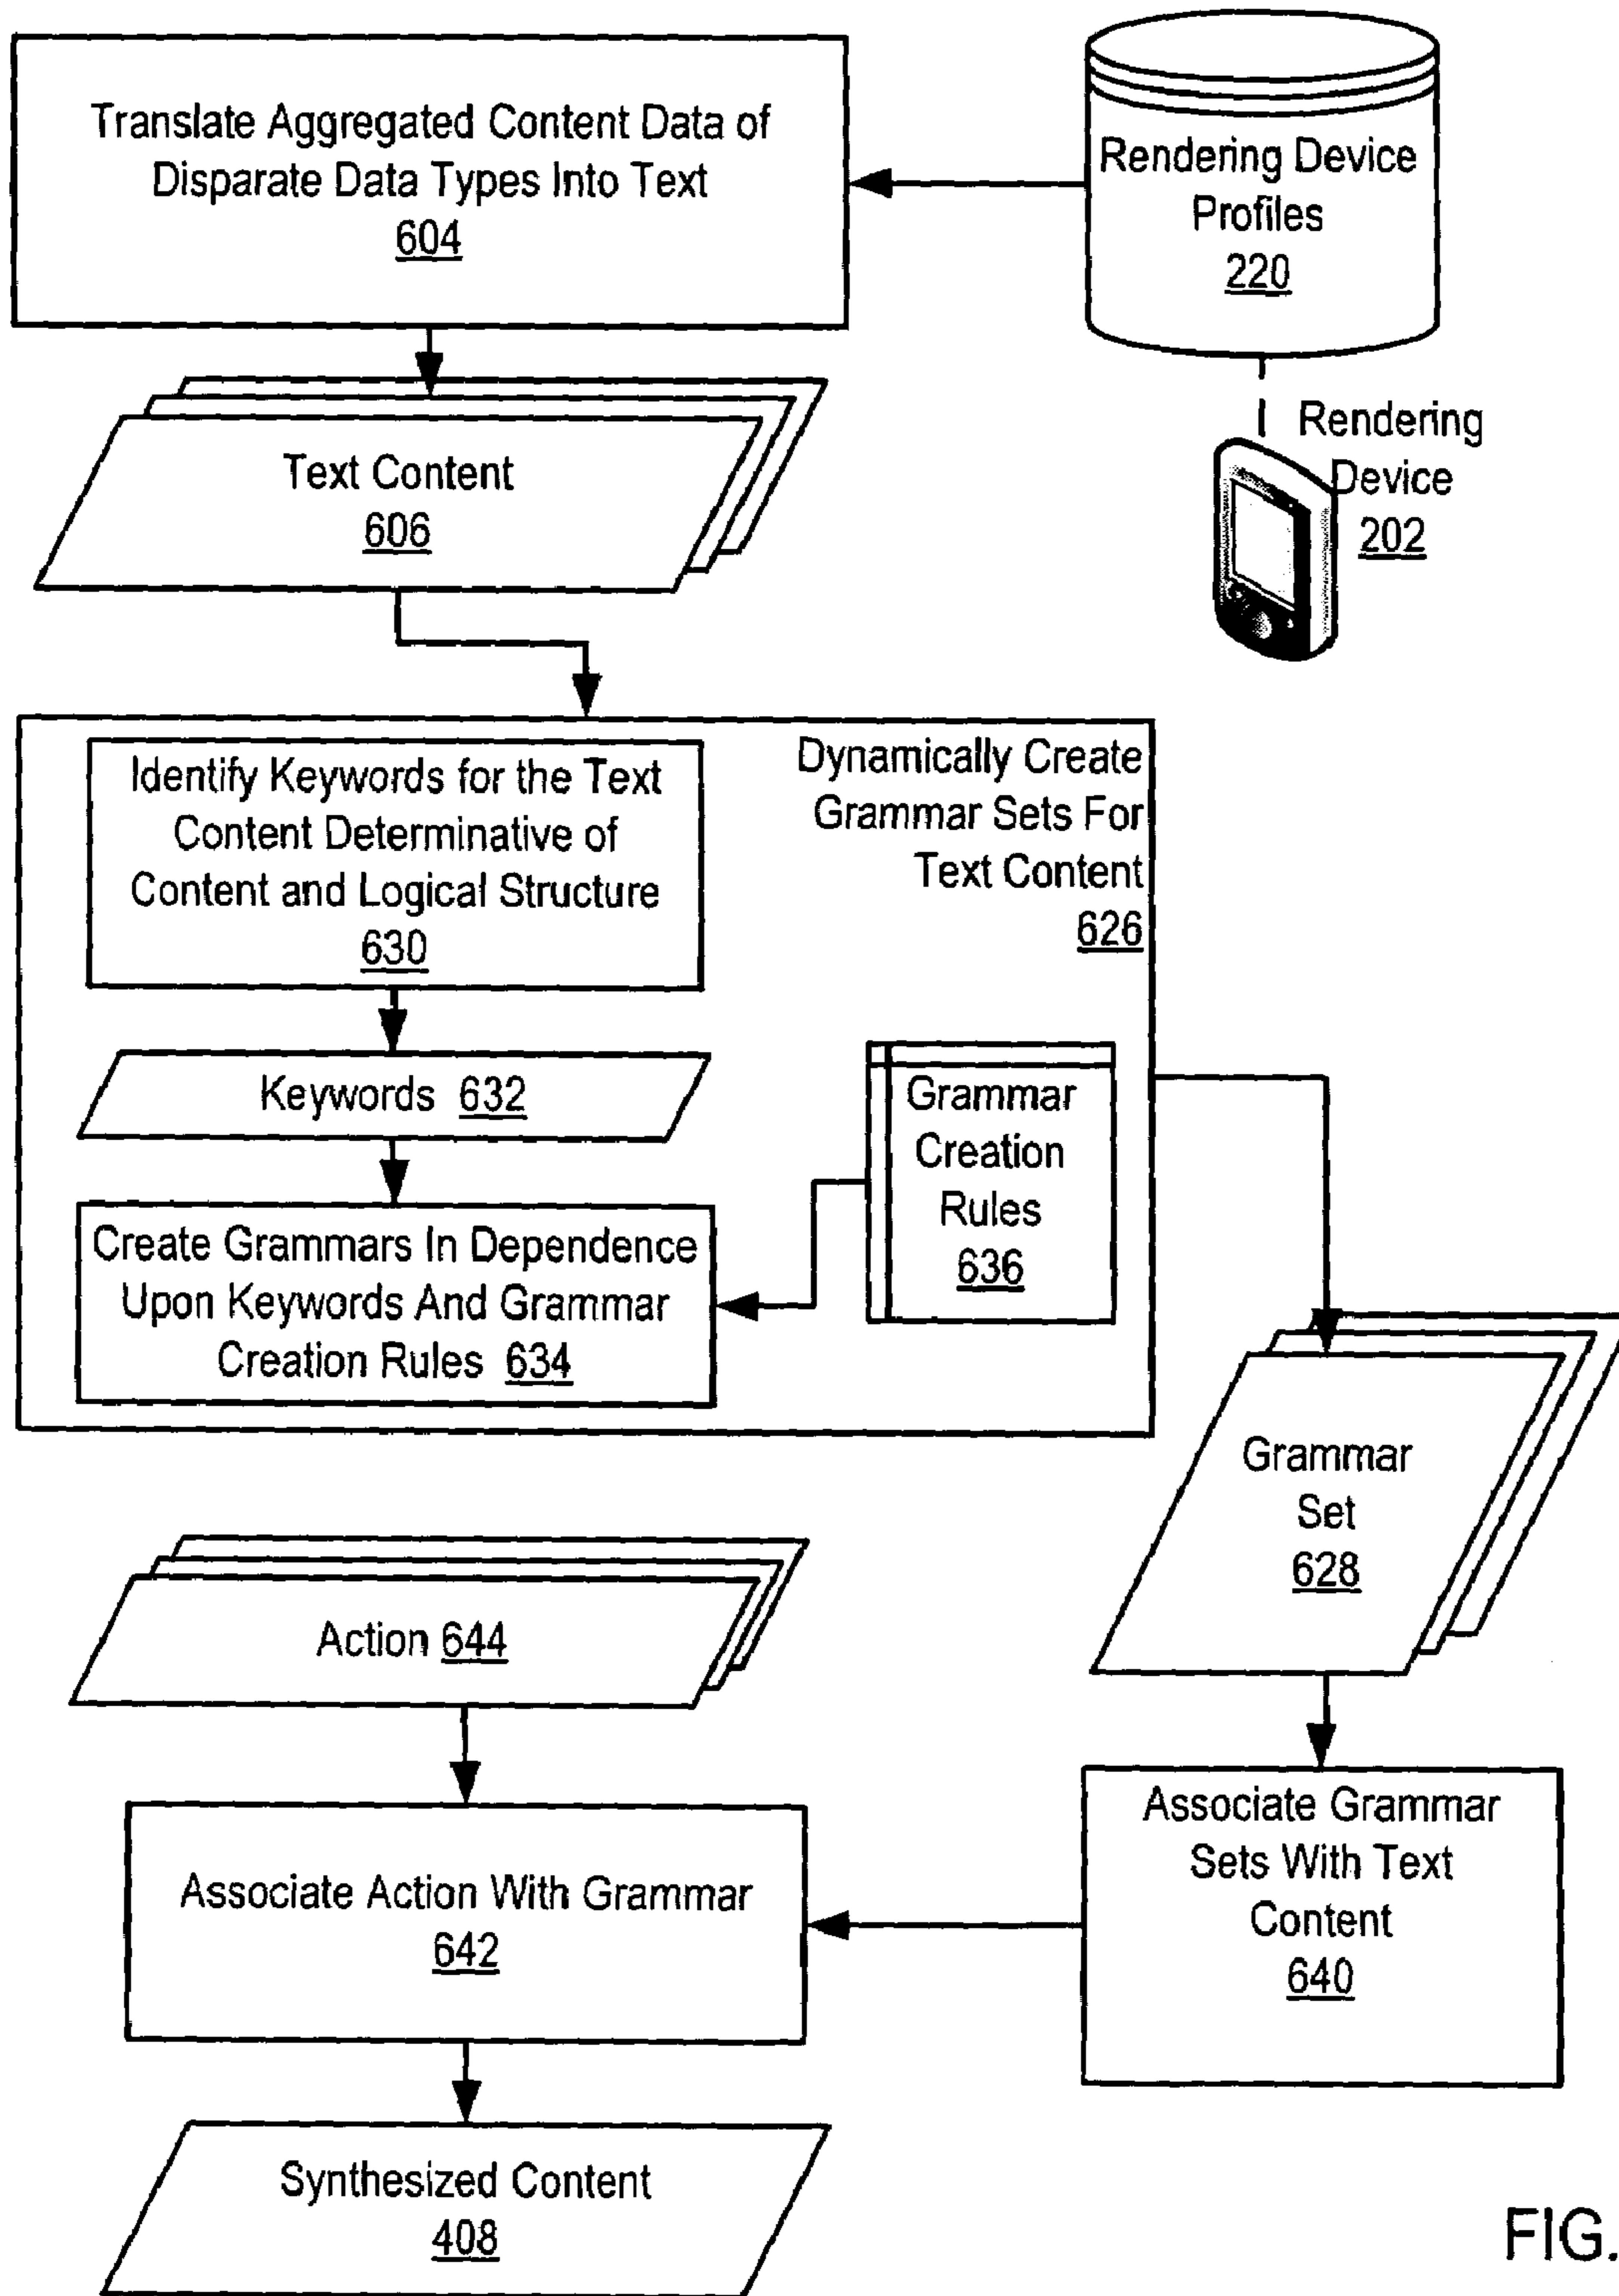 Translate Aggregated Content Data of
Disparate Data Types Into Text
604
Rendering Device
Profiles
220
Rendering
Device
202
Text Content
606
Dynamically Create
Grammar Sets For
Text Content
626
Identify Keywords for the Text
Content Determinative of
Content and Logical Structure
630
Keywords 632
Grammar
Creation
Rules
636
Create Grammars In Dependence
Upon Keywords And Grammar
Creation Rules 634
Grammar
Set
628
Action 644
Associate Grammar
Sets With Text
Content
640
Associate Action With Grammar
642
Synthesized Content
408
FIG.